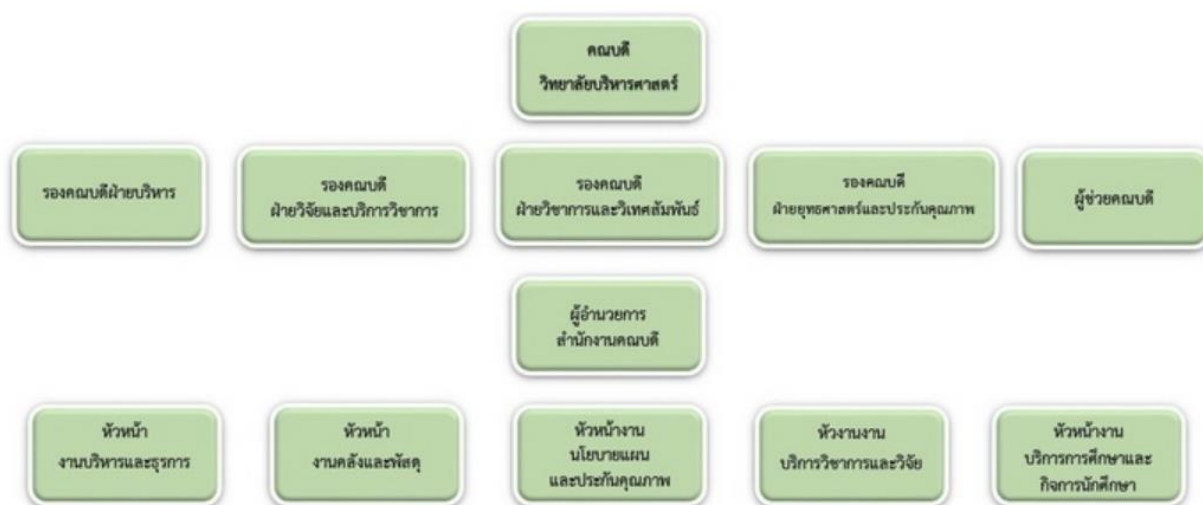 คณบดี
วิทยาลัยบริหารศาสตร์
รองคณบดีฝ่ายบริหาร
รองคณบดี
ฝ่ายวิจัยและบริการวิชาการ
รองคณบดี
ฝ่ายวิชาการและวิเทศสัมพันธ์
รองคณบดี
ฝ่ายยุทธศาสตร์และประกันคุณภาพ
ผู้ช่วยคณบดี
ผู้อำนวยการ
สำนักงานคณบดี
หัวหน้า
งานบริหารและธุรการ
หัวหน้า
งานคลังและพัสดุ
หัวหน้างาน
นโยบายแผน
และประกันคุณภาพ
หัวงานงาน
บริการวิชาการและวิจัย
หัวหน้างาน
บริการการศึกษาและ
กิจการนักศึกษา